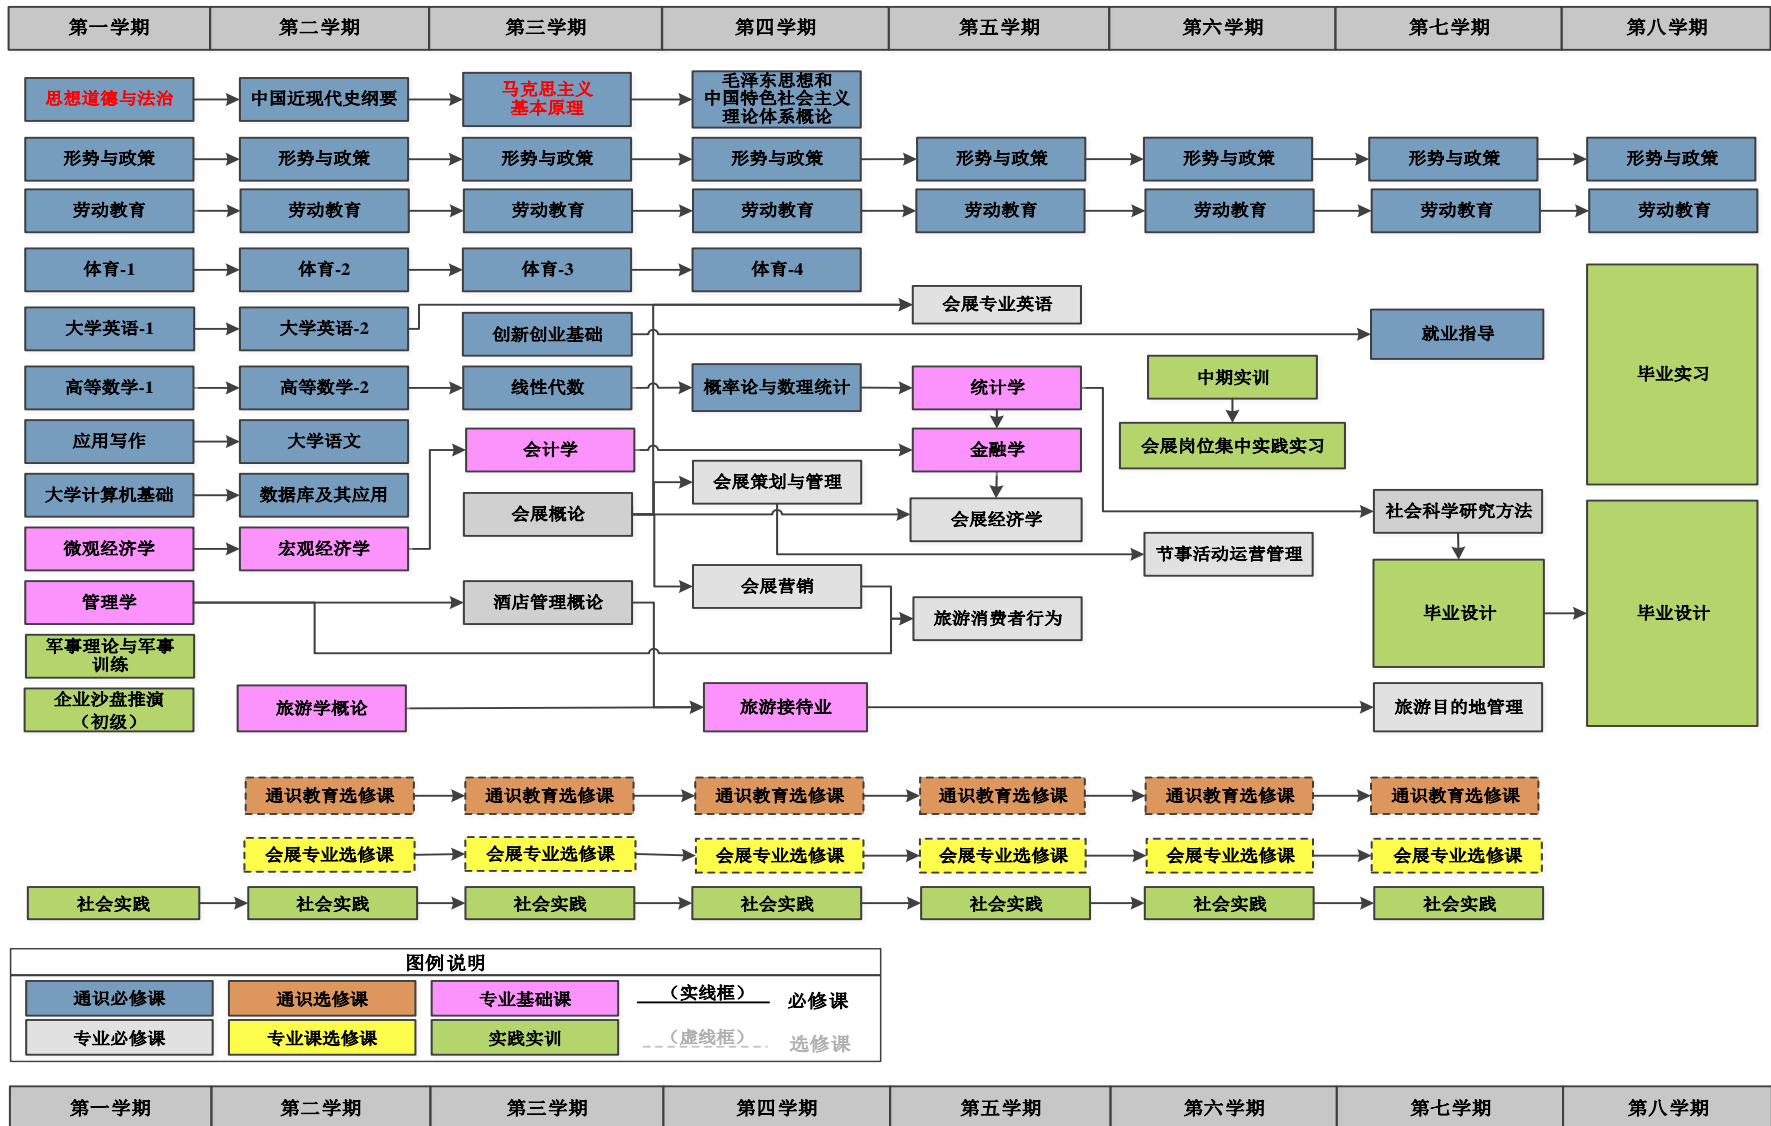 第一学期 第二学期 第三学期 第四学期 第五学期 第六学期 第七学期 第八学期
思想道德与法治 中国近现代史纲要
马克思主义
基本原理
毛泽东思想和
中国特色社会主义
理论体系概论
形势与政策 形势与政策 形势与政策 形势与政策 形势与政策 形势与政策 形势与政策 形势与政策
劳动教育 劳动教育 劳动教育 劳动教育 劳动教育 劳动教育 劳动教育 劳动教育
体育-1 体育-2 体育-3 体育-4
会展专业英语
大学英语-1 大学英语-2 创新创业基础 就业指导
高等数学-1 高等数学-2 线性代数 概率论与数理统计 统计学 中期实训 毕业实习
应用写作 大学语文 会计学 金融学 会展岗位集中实践实习
大学计算机基础 数据库及其应用 会展概论 会展策划与管理 会展经济学 社会科学研究方法
微观经济学 宏观经济学 会展营销 节事活动运营管理
管理学 酒店管理概论 旅游消费者行为 毕业设计 毕业设计
军事理论与军事
训练
企业沙盘推演
（初级）
旅游学概论 旅游接待业 旅游目的地管理
通识教育选修课 通识教育选修课 通识教育选修课 通识教育选修课 通识教育选修课 通识教育选修课
会展专业选修课 会展专业选修课 会展专业选修课 会展专业选修课 会展专业选修课 会展专业选修课
社会实践 社会实践 社会实践 社会实践 社会实践 社会实践 社会实践
图例说明
通识必修课 通识选修课 专业基础课 （实线框） 必修课
专业必修课 专业课选修课 实践实训 （虚线框） 选修课
第一学期 第二学期 第三学期 第四学期 第五学期 第六学期 第七学期 第八学期